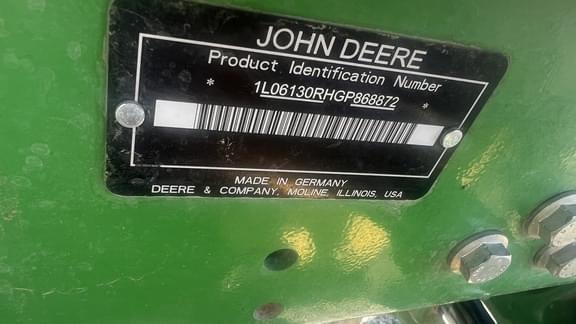 JOHN DEERE
Product Identification Number
* 1L06130RHGP868872 *
MADE IN GERMANY
DEERE & COMPANY, MOLINE, ILLINOIS, USA